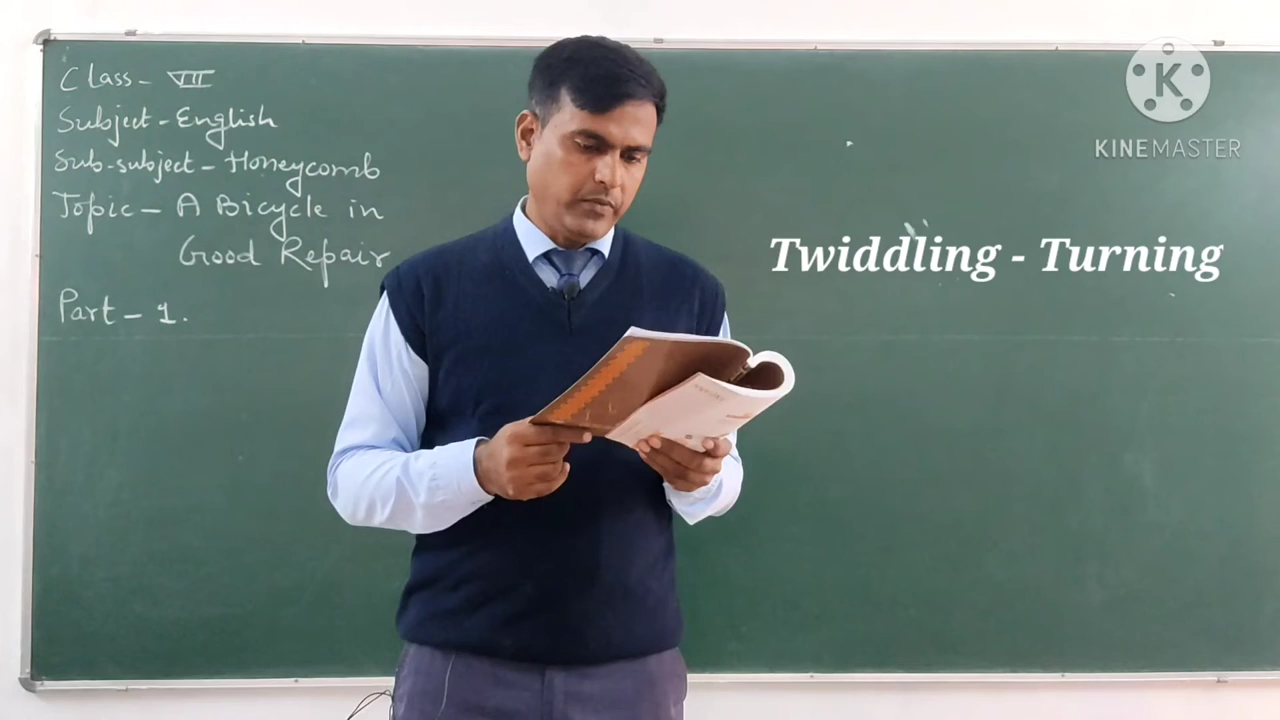 Class - VII
Subject - English
Sub-subject - Honeycomb
Topic - A Bicycle in
Good Repair
Part - 1.
K
KINEMASTER
Twiddling - Turning